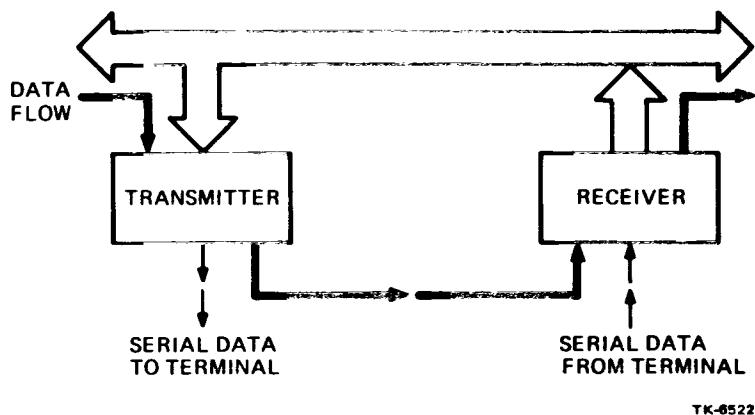 DATA
FLOW
TRANSMITTER
RECEIVER
SERIAL DATA
TO TERMINAL
SERIAL DATA
FROM TERMINAL
TK-6522